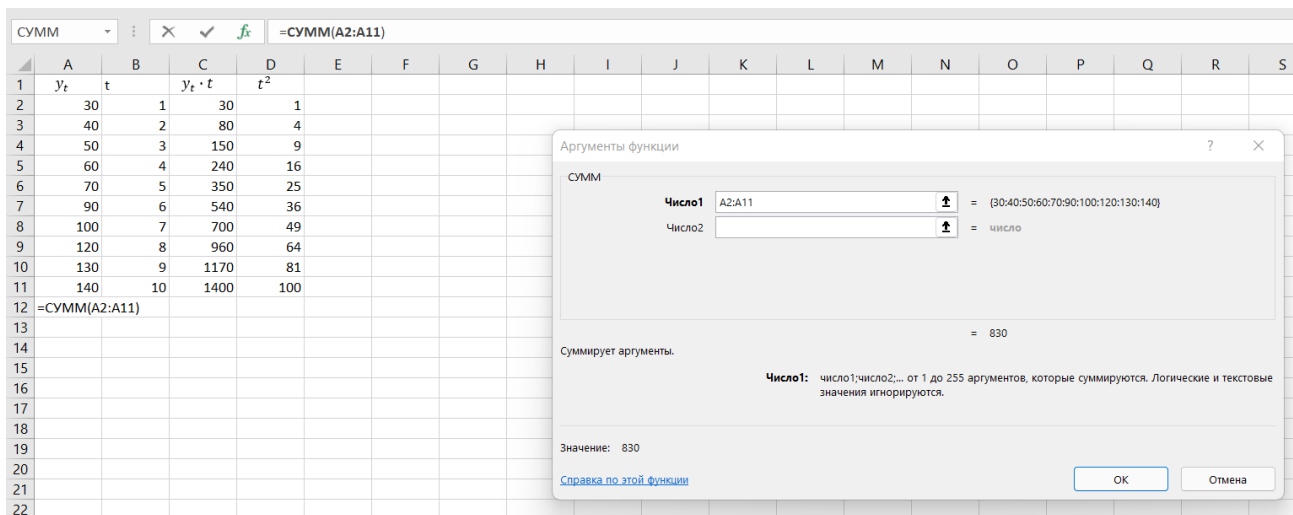 СУММ =СУММ(A2:A11)
A B C D E F G H I J K L M N O P Q R S
1 yₜ t yₜ · t t²
2 30 1 30 1
3 40 2 80 4
4 50 3 150 9
5 60 4 240 16
6 70 5 350 25
7 90 6 540 36
8 100 7 700 49
9 120 8 960 64
10 130 9 1170 81
11 140 10 1400 100
12 =СУММ(A2:A11)
13
14
15
16
17
18
19
20
21
22
Аргументы функции ? ×
СУММ
Число1 A2:A11 = {30:40:50:60:70:90:100:120:130:140}
Число2 = число
= 830
Суммирует аргументы.
Число1: число1;число2;... от 1 до 255 аргументов, которые суммируются. Логические и текстовые
значения игнорируются.
Значение: 830
Справка по этой функции ОК Отмена